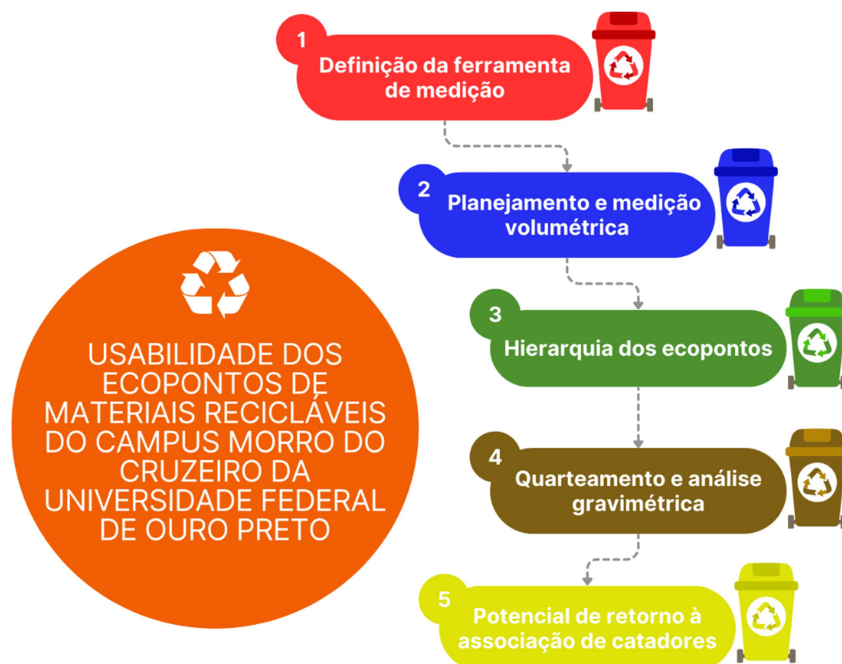 1
Definição da ferramenta
de medição
2
Planejamento e medição
volumétrica
3
Hierarquia dos ecopontos
4
Quarteamento e análise
gravimétrica
5
Potencial de retorno à
associação de catadores
USABILIDADE DOS
ECOPONTOS DE
MATERIAIS RECICLÁVEIS
DO CAMPUS MORRO DO
CRUZEIRO DA
UNIVERSIDADE FEDERAL
DE OURO PRETO